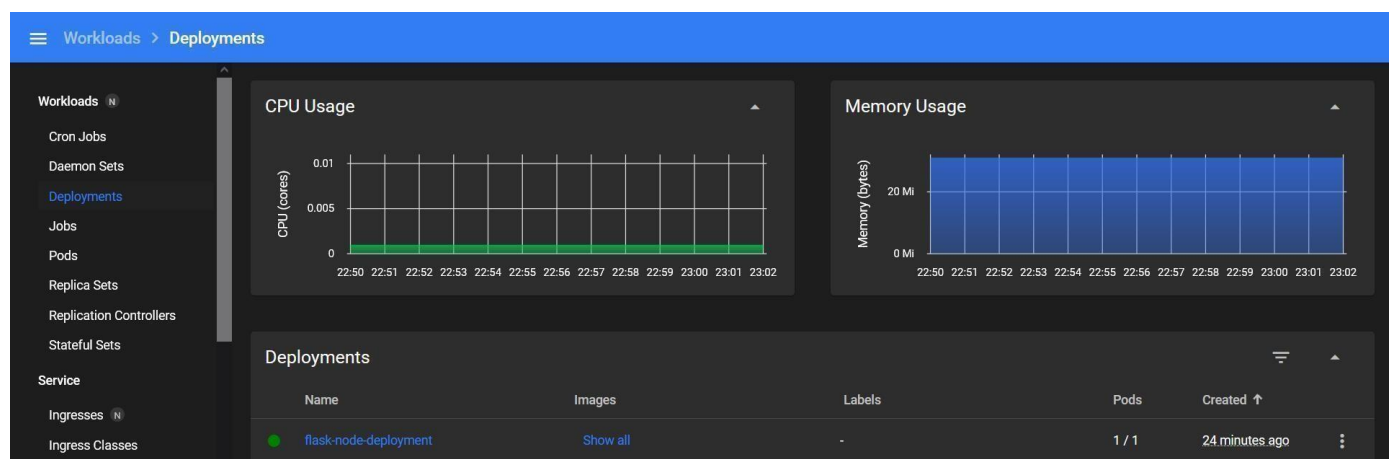 Workloads > Deployments
Workloads N
Cron Jobs
Daemon Sets
Deployments
Jobs
Pods
Replica Sets
Replication Controllers
Stateful Sets
Service
Ingresses N
Ingress Classes
CPU Usage
CPU (cores)
0.01
0.005
0
22:50 22:51 22:52 22:53 22:54 22:55 22:56 22:57 22:58 22:59 23:00 23:01 23:02
Memory Usage
Memory (bytes)
20 Mi
0 Mi
22:50 22:51 22:52 22:53 22:54 22:55 22:56 22:57 22:58 22:59 23:00 23:01 23:02
Deployments
Name Images Labels Pods Created ↑
flask-node-deployment Show all - 1 / 1 24 minutes ago